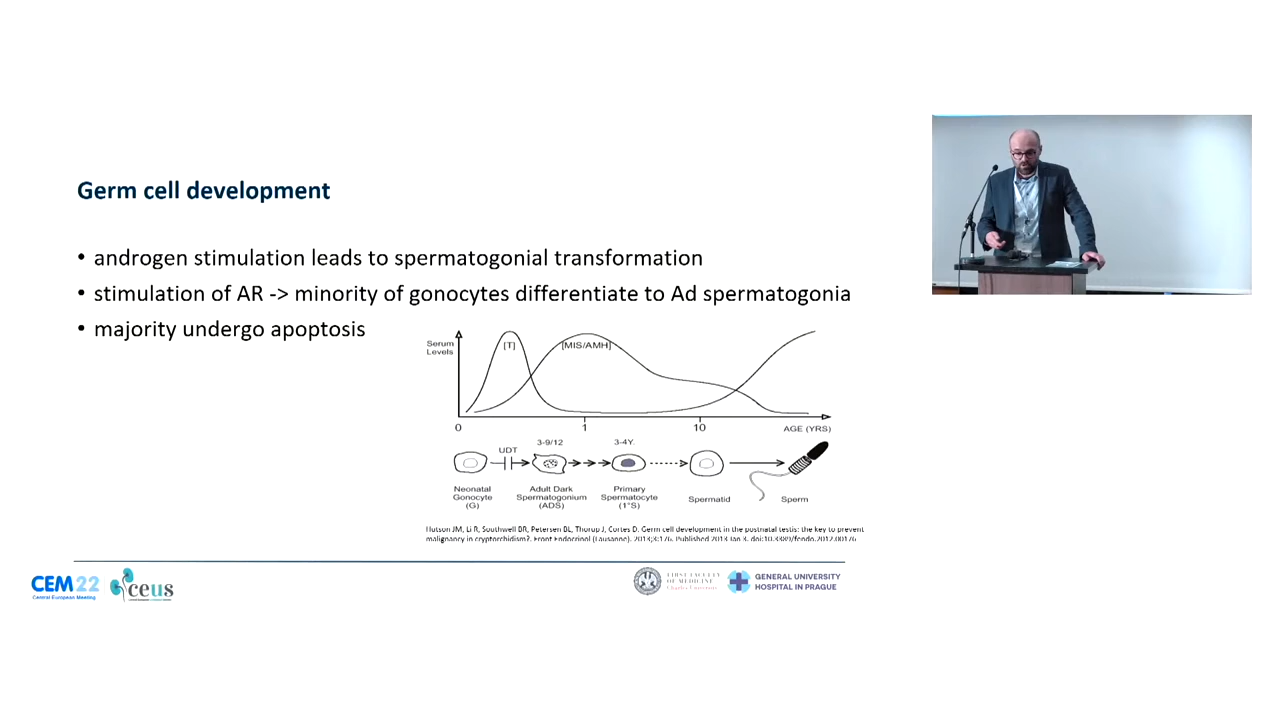 Germ cell development
• androgen stimulation leads to spermatogonial transformation
• stimulation of AR -> minority of gonocytes differentiate to Ad spermatogonia
• majority undergo apoptosis
Serum
Levels
[T]
[MIS/AMH]
0
1
10
AGE (YRS)
UDT
3-9/12
3-4Y.
Neonatal
Gonocyte
(G)
Adult Dark
Spermatogonium
(ADS)
Primary
Spermatocyte
(1°S)
Spermatid
Sperm
Hutson JM, Li R, Southwell BR, Petersen BL, Thorup J, Cortes D. Germ cell development in the postnatal testis: the key to prevent
malignancy in cryptorchidism?. Front Endocrinol (Lausanne). 2013;3:176. Published 2013 Jan 3. doi:10.3389/fendo.2012.00176
CEM22
Central European Meeting
ceus
FIRST FACULTY
OF MEDICINE
Charles University
GENERAL UNIVERSITY
HOSPITAL IN PRAGUE